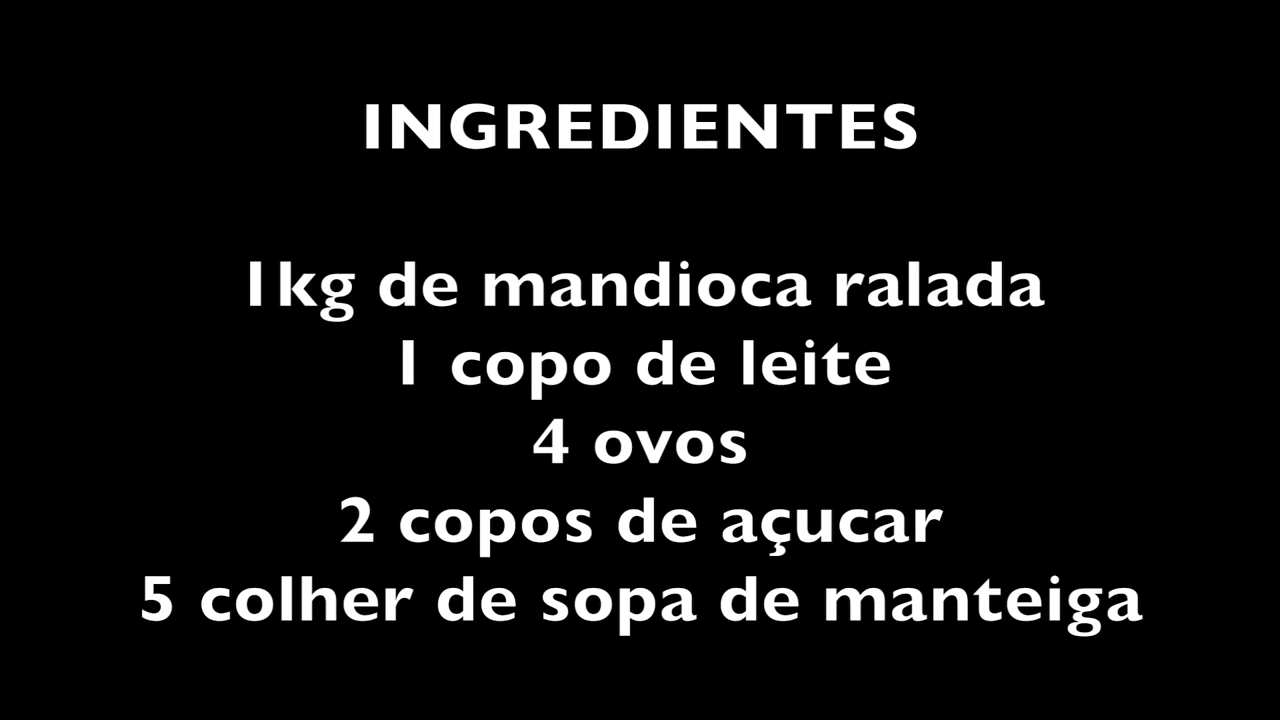 INGREDIENTES
1kg de mandioca ralada
1 copo de leite
4 ovos
2 copos de açucar
5 colher de sopa de manteiga